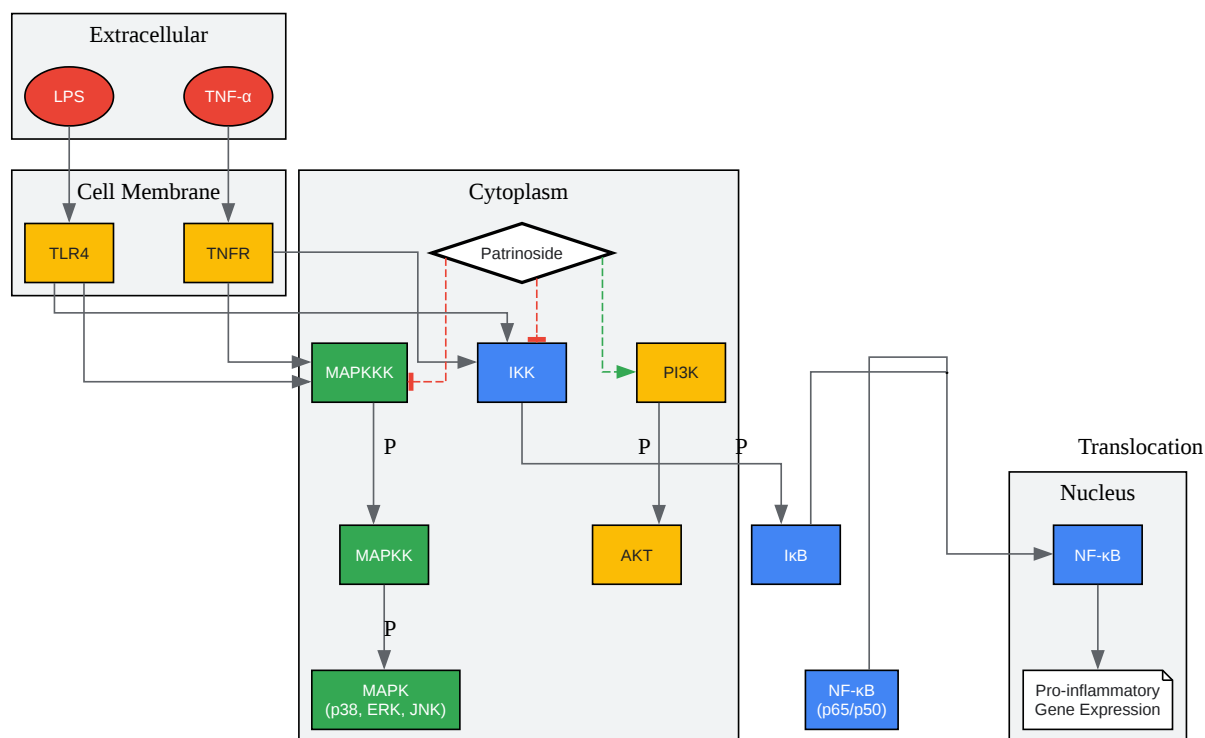 Extracellular
LPS
TNF-α
Cell Membrane
Cytoplasm
TLR4
TNFR
Patrinoside
MAPKKK
IKK
PI3K
P
P
P
Translocation
Nucleus
MAPKK
AKT
IκB
NF-κB
P
MAPK
(p38, ERK, JNK)
NF-κB
(p65/p50)
Pro-inflammatory
Gene Expression